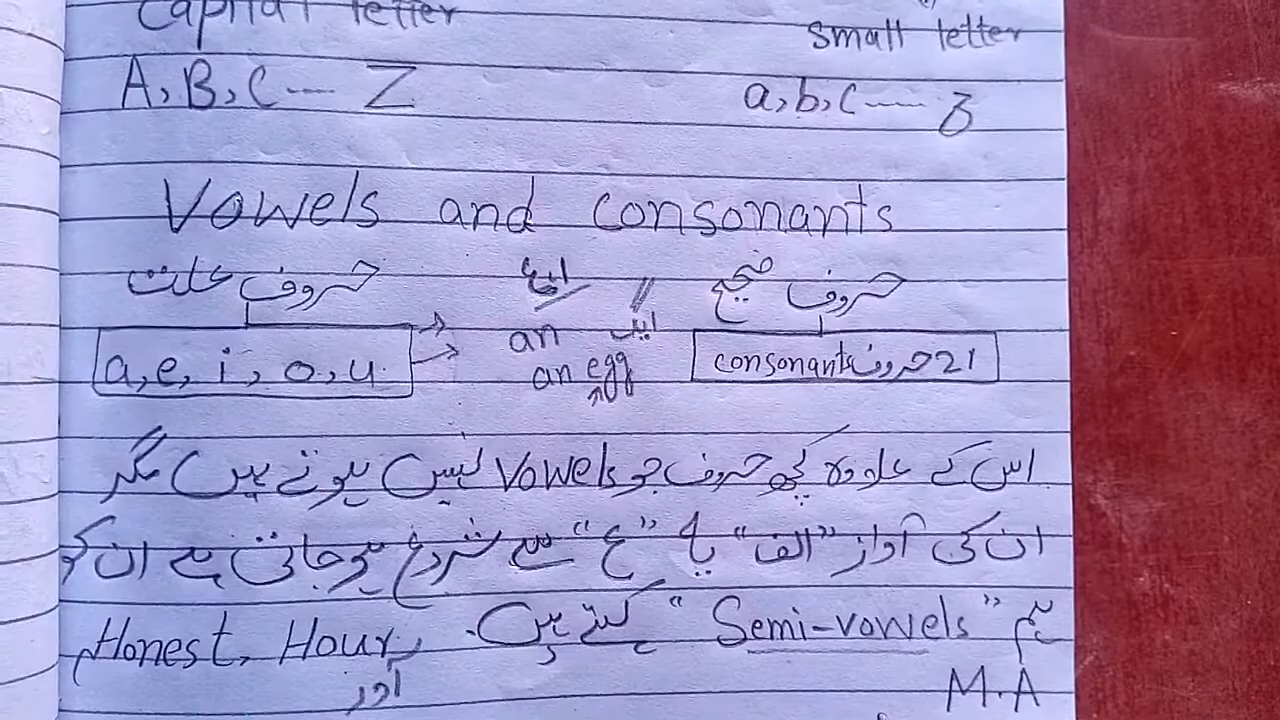 Capital letter small letter
A, B, C --- Z a, b, c ---- z
Vowels and consonants
حروف علت حروف صحیح
an ایک
a, e, i, o, u. an egg consonants 21 حروف
اس کے علاوہ کچھ حروف جو Vowels نہیں ہوتے ہیں مگر
ان کی آواز "الف" یا "ع" سے شروع ہو جاتی ہے ان کو
ہم "Semi-vowels" کہتے ہیں۔ Honest, Hour,
M.A اور